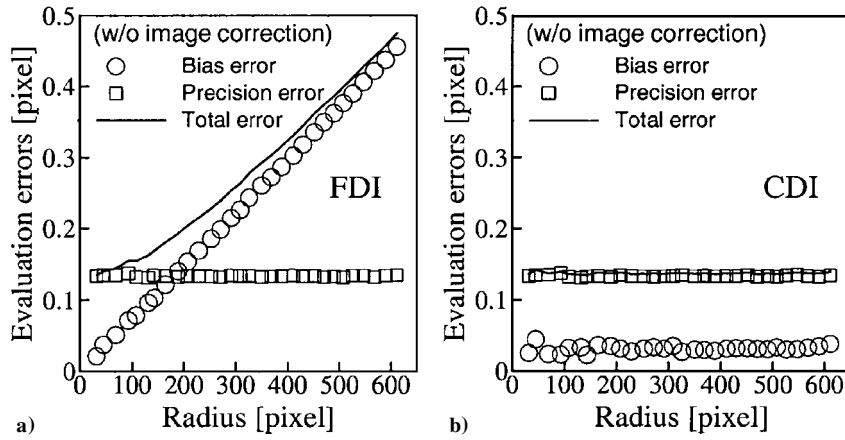 0.5
0.4
0.3
0.2
0.1
0
Evaluation errors [pixel]
(w/o image correction)
Bias error
Precision error
Total error
FDI
0 100 200 300 400 500 600
Radius [pixel]
a)
0.5
0.4
0.3
0.2
0.1
0
Evaluation errors [pixel]
(w/o image correction)
Bias error
Precision error
Total error
CDI
0 100 200 300 400 500 600
Radius [pixel]
b)